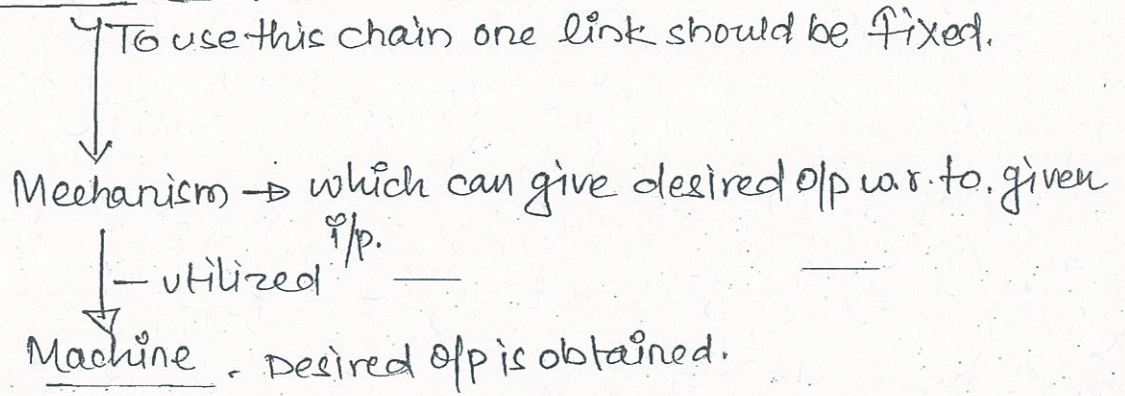 To use this chain one link should be fixed.
Mechanism → which can give desired o/p w.r.to. given
i/p.
utilized
Machine. Desired o/p is obtained.